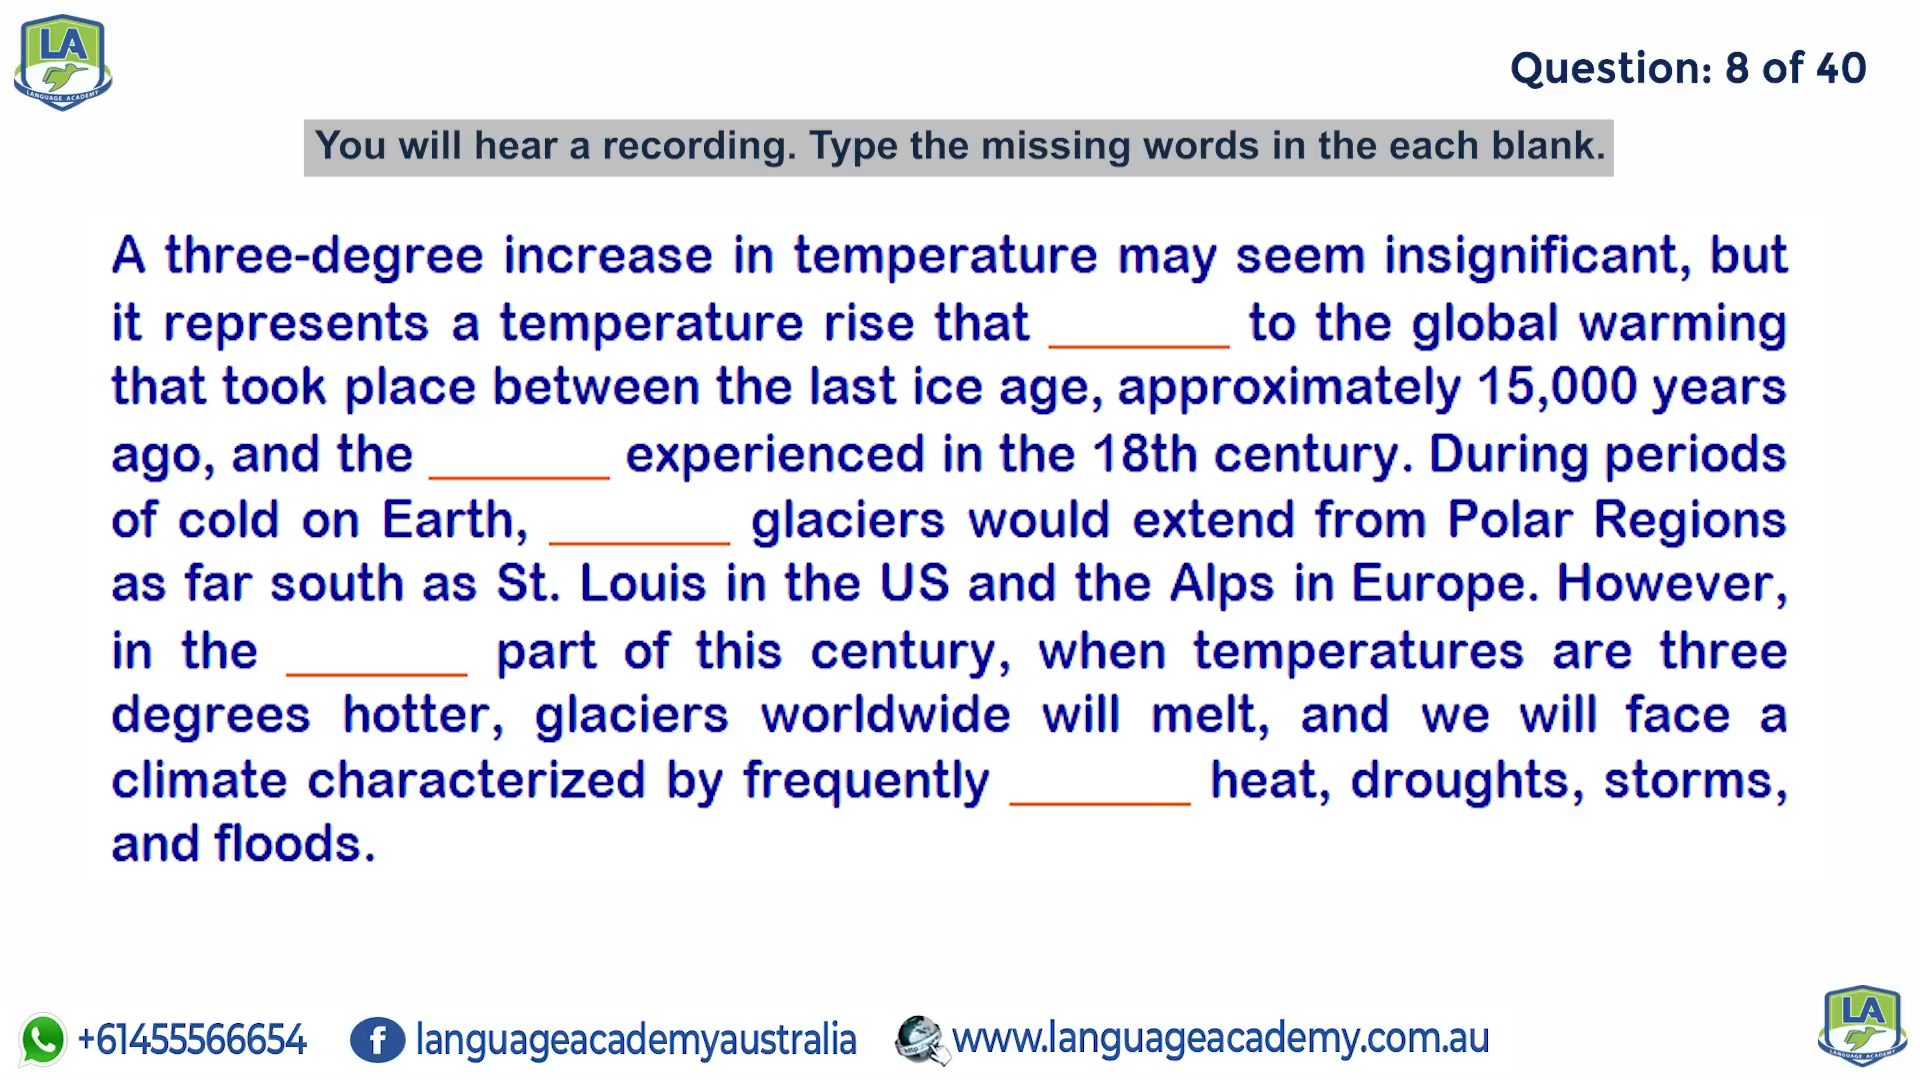 LA
LANGUAGE ACADEMY
Question: 8 of 40
You will hear a recording. Type the missing words in the each blank.
A three-degree increase in temperature may seem insignificant, but
it represents a temperature rise that _______ to the global warming
that took place between the last ice age, approximately 15,000 years
ago, and the _______ experienced in the 18th century. During periods
of cold on Earth, _______ glaciers would extend from Polar Regions
as far south as St. Louis in the US and the Alps in Europe. However,
in the _______ part of this century, when temperatures are three
degrees hotter, glaciers worldwide will melt, and we will face a
climate characterized by frequently _______ heat, droughts, storms,
and floods.
+61455566654
f languageacademyaustralia
http:// www.languageacademy.com.au
LA
LANGUAGE ACADEMY